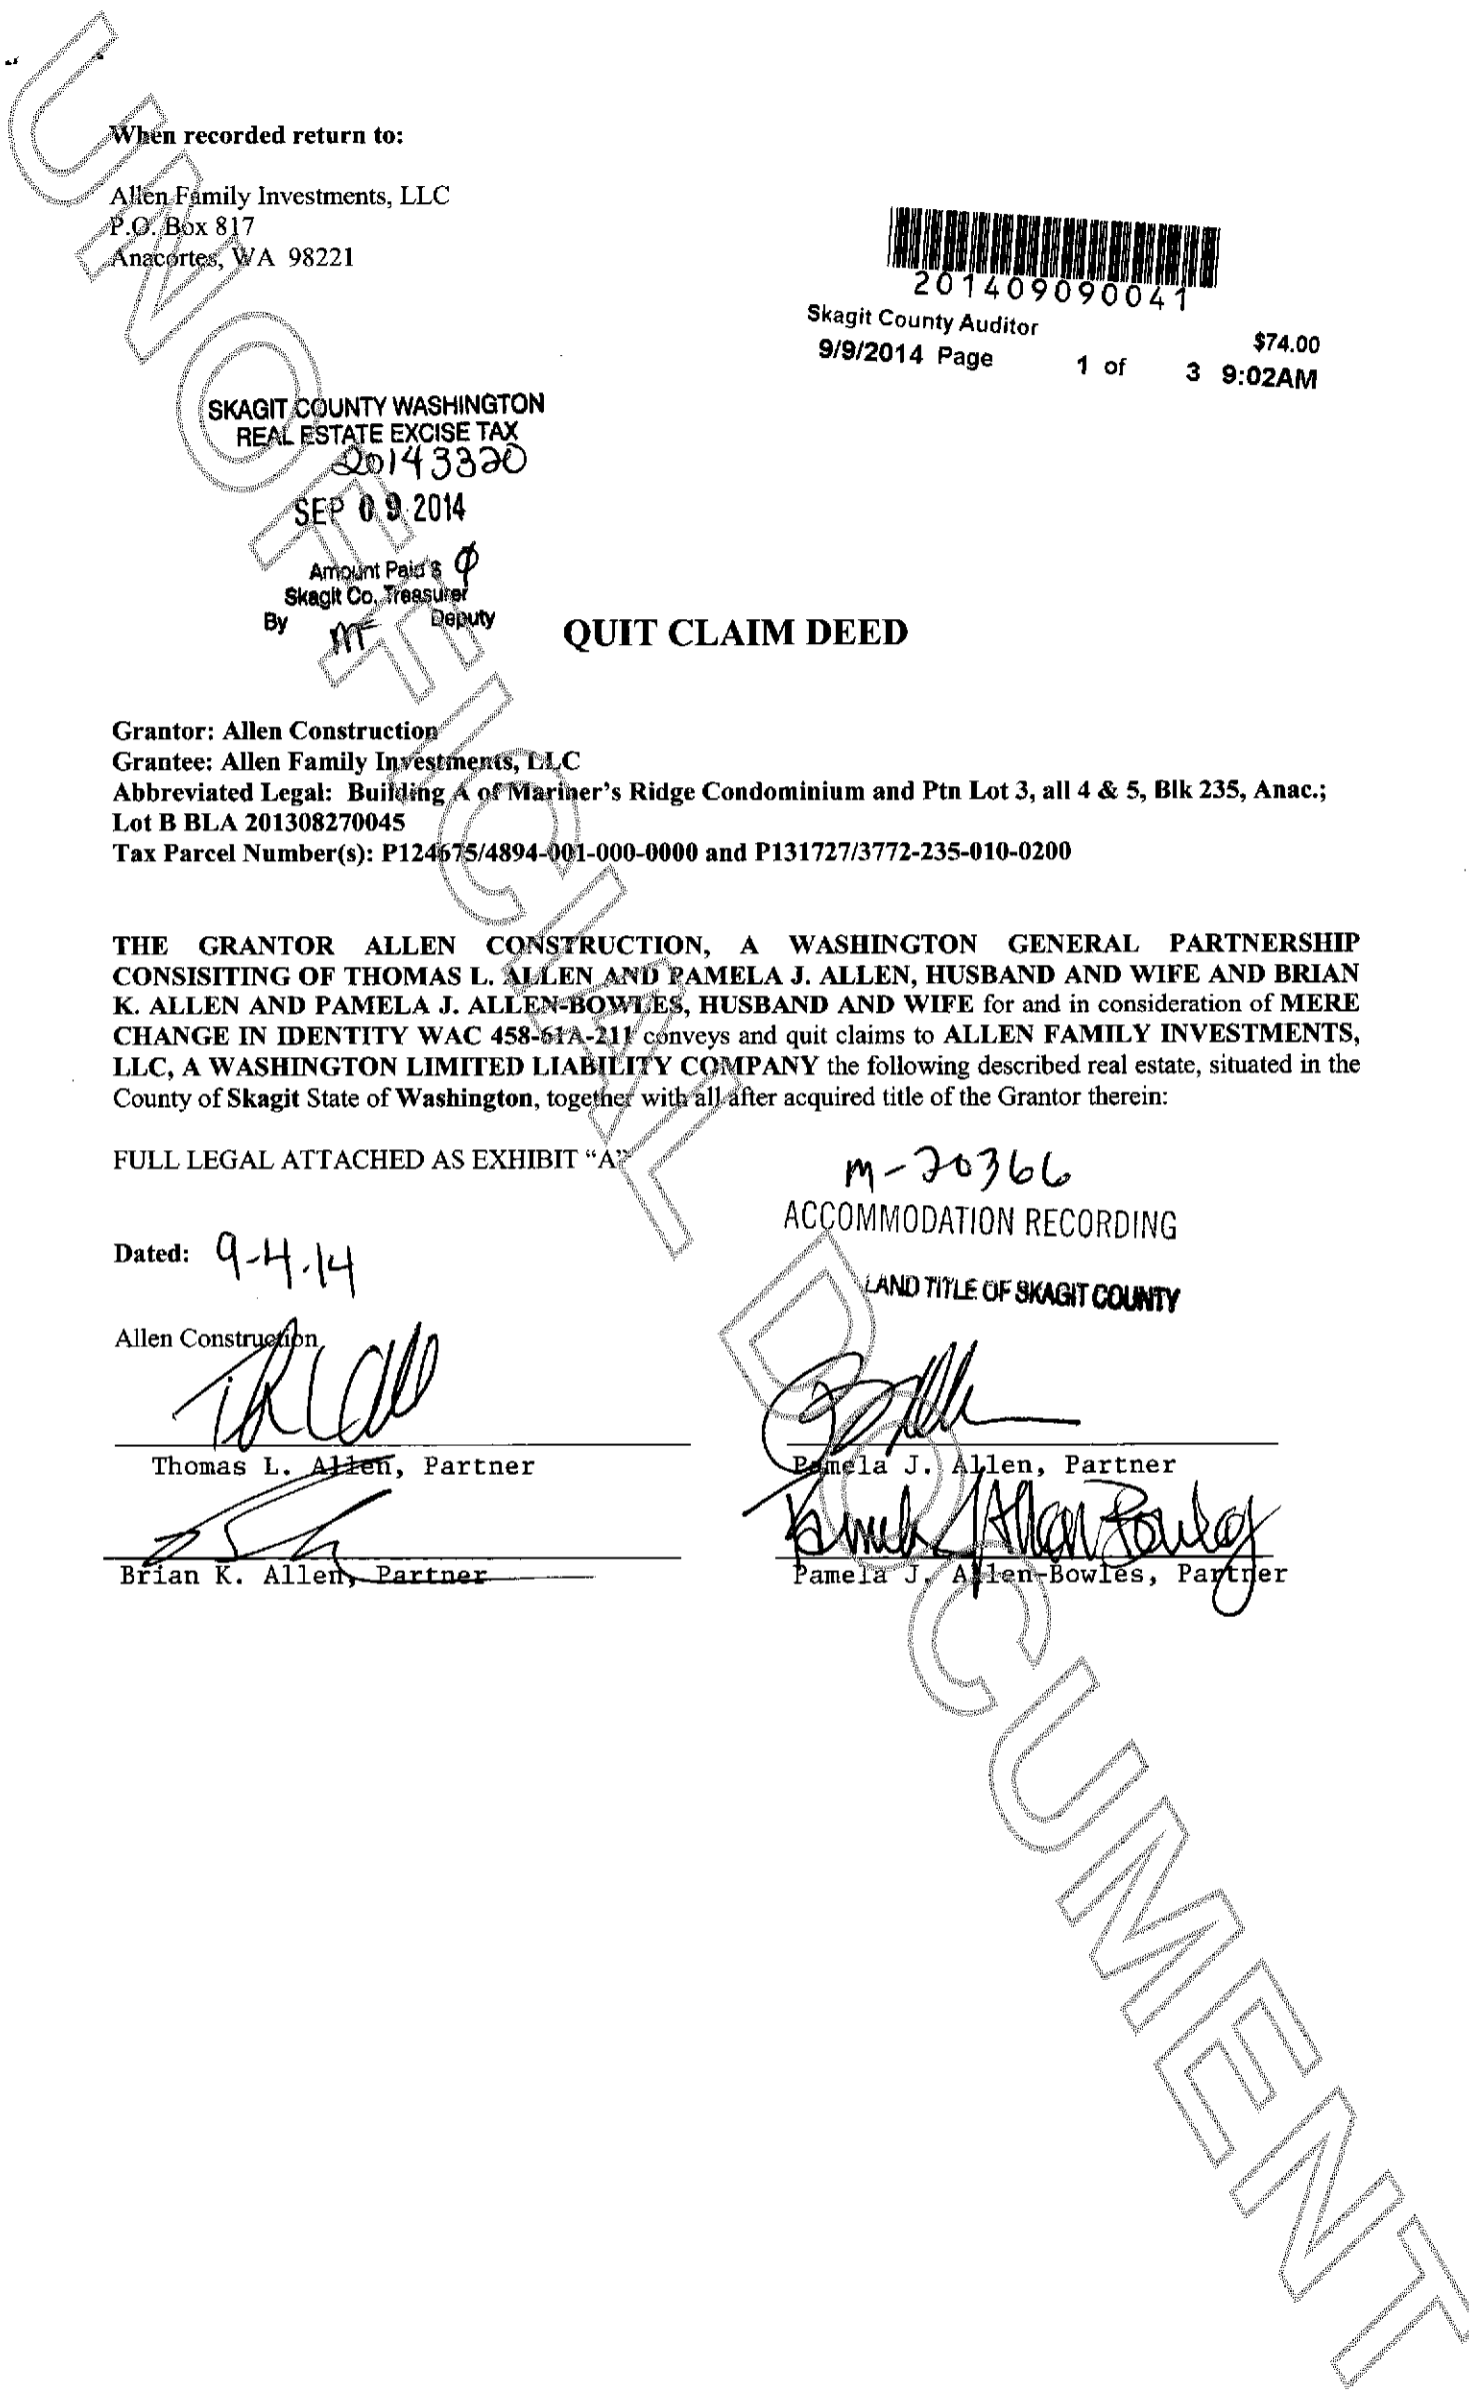 When recorded return to:
Allen Family Investments, LLC
P.O. Box 817
Anacortes, WA 98221
201409090041
Skagit County Auditor
$74.00
9/9/2014 Page 1 of 3 9:02AM
SKAGIT COUNTY WASHINGTON
REAL ESTATE EXCISE TAX
20143320
SEP 09 2014
Amount Paid $ 0
Skagit Co. Treasurer
By MF Deputy
QUIT CLAIM DEED
Grantor: Allen Construction
Grantee: Allen Family Investments, LLC
Abbreviated Legal: Building A of Mariner's Ridge Condominium and Ptn Lot 3, all 4 & 5, Blk 235, Anac.;
Lot B BLA 201308270045
Tax Parcel Number(s): P124675/4894-001-000-0000 and P131727/3772-235-010-0200
THE GRANTOR ALLEN CONSTRUCTION, A WASHINGTON GENERAL PARTNERSHIP
CONSISITING OF THOMAS L. ALLEN AND PAMELA J. ALLEN, HUSBAND AND WIFE AND BRIAN
K. ALLEN AND PAMELA J. ALLEN-BOWLES, HUSBAND AND WIFE for and in consideration of MERE
CHANGE IN IDENTITY WAC 458-61A-211 conveys and quit claims to ALLEN FAMILY INVESTMENTS,
LLC, A WASHINGTON LIMITED LIABILITY COMPANY the following described real estate, situated in the
County of Skagit State of Washington, together with all after acquired title of the Grantor therein:
FULL LEGAL ATTACHED AS EXHIBIT "A"
m-20366
ACCOMMODATION RECORDING
LAND TITLE OF SKAGIT COUNTY
Dated: 9-4-14
Allen Construction
Thomas L. Allen, Partner
Pamela J. Allen, Partner
Pamela J Allen Bowles
Brian K. Allen, Partner
Pamela J. Allen-Bowles, Partner
UNOFFICIAL DOCUMENT